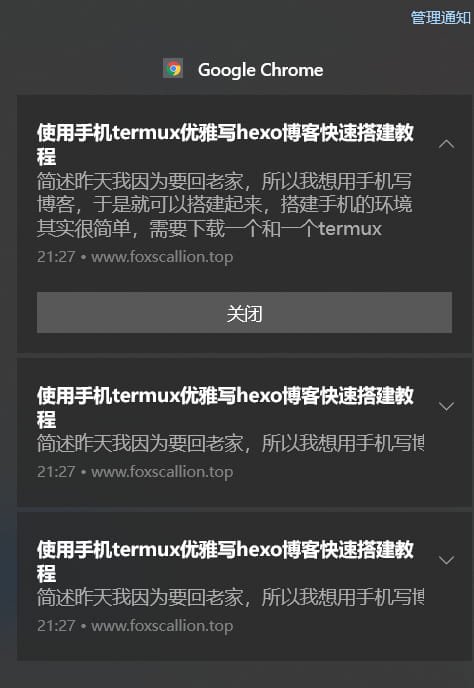 管理通知
Google Chrome
使用手机termux优雅写hexo博客快速搭建教
程
简述昨天我因为要回老家，所以我想用手机写
博客，于是就可以搭建起来，搭建手机的环境
其实很简单，需要下载一个和一个termux
21:27 • www.foxscallion.top
关闭
使用手机termux优雅写hexo博客快速搭建教
程
简述昨天我因为要回老家，所以我想用手机写
21:27 • www.foxscallion.top
使用手机termux优雅写hexo博客快速搭建教
程
简述昨天我因为要回老家，所以我想用手机写
21:27 • www.foxscallion.top